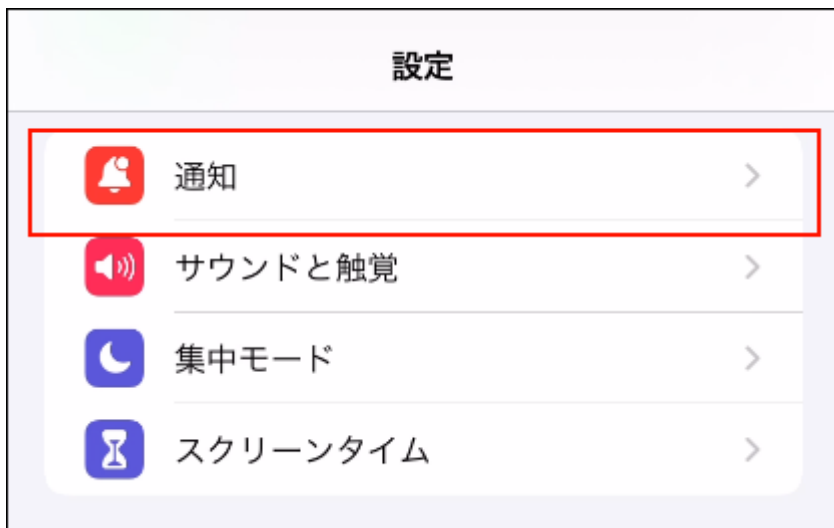 設定
通知
サウンドと触覚
集中モード
スクリーンタイム